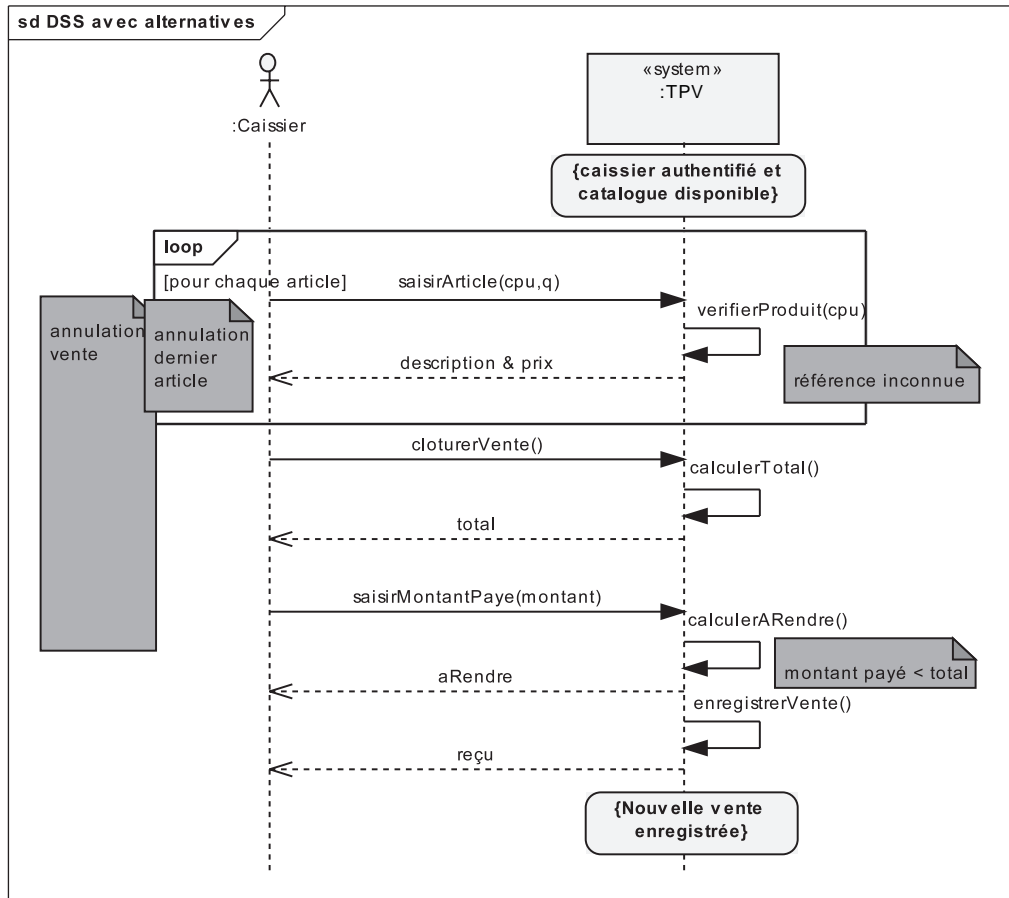 sd DSS avec alternatives
«system»
:TPV
:Caissier
{caissier authentifié et
catalogue disponible}
loop
[pour chaque article]
saisirArticle(cpu,q)
verifierProduit(cpu)
annulation
vente
annulation
dernier
article
description & prix
référence inconnue
cloturerVente()
calculerTotal()
total
saisirMontantPaye(montant)
calculerARendre()
montant payé < total
aRendre
enregistrerVente()
reçu
{Nouvelle vente
enregistrée}